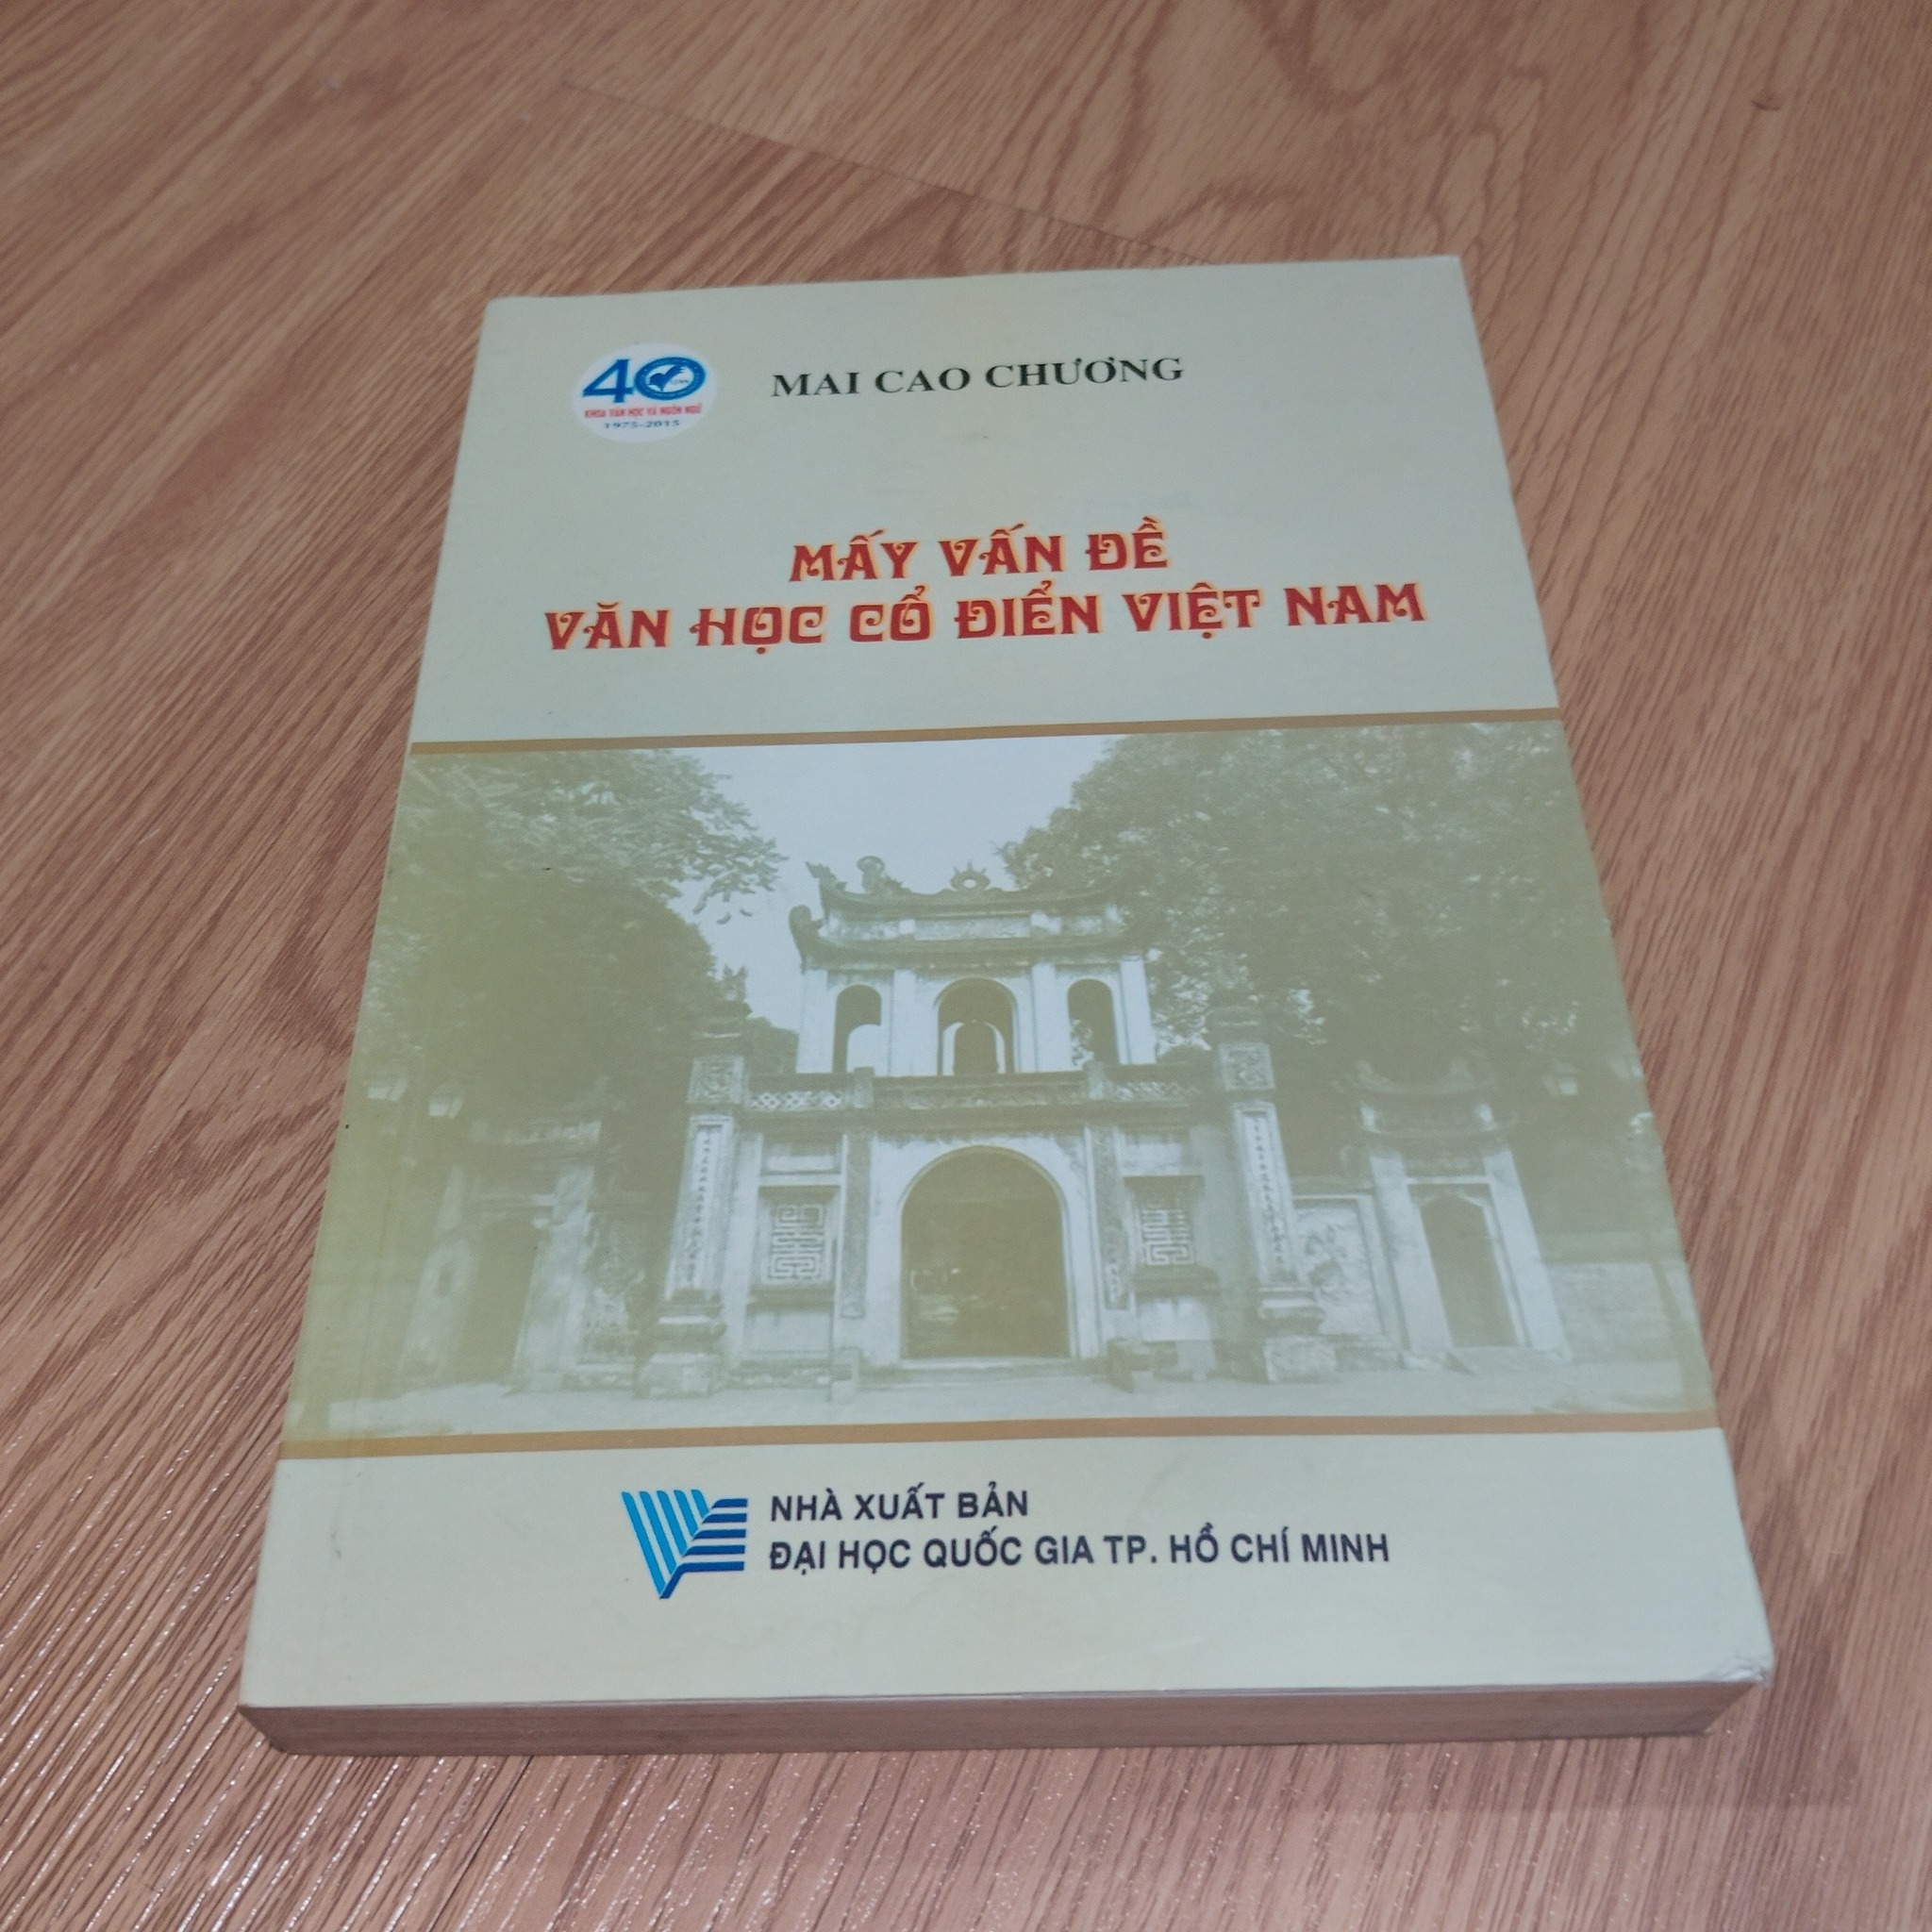 40
KHOA VĂN HỌC VÀ NGÔN NGỮ
1975-2015
MAI CAO CHƯƠNG
MẤY VẤN ĐỀ
VĂN HỌC CỔ ĐIỂN VIỆT NAM
NHÀ XUẤT BẢN
ĐẠI HỌC QUỐC GIA TP. HỒ CHÍ MINH